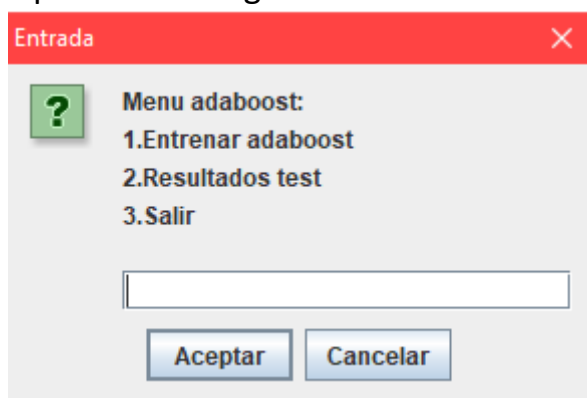 Entrada
Menu adaboost:
1.Entrenar adaboost
2.Resultados test
3.Salir
Aceptar Cancelar